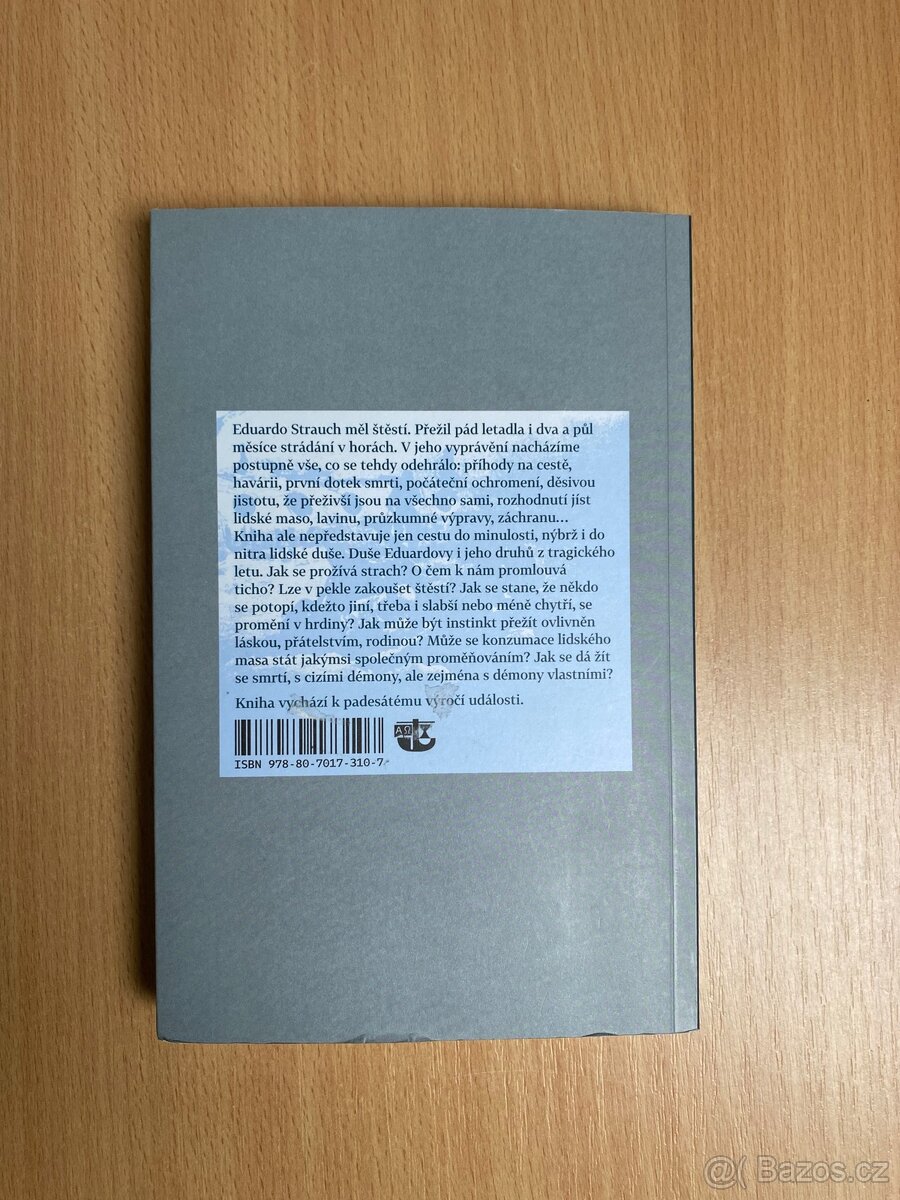 Eduardo Strauch měl štěstí. Přežil pád letadla i dva a půl
měsíce strádání v horách. V jeho vyprávění nacházíme
postupně vše, co se tehdy odehrálo: příhody na cestě,
havárii, první dotek smrti, počáteční ochromení, děsivou
jistotu, že přeživší jsou na všechno sami, rozhodnutí jíst
lidské maso, lavinu, průzkumné výpravy, záchranu…
Kniha ale nepředstavuje jen cestu do minulosti, nýbrž i do
nitra lidské duše. Duše Eduardovy i jeho druhů z tragického
letu. Jak se prožívá strach? O čem k nám promlouvá
ticho? Lze v pekle zakoušet štěstí? Jak se stane, že někdo
se potopí, kdežto jiní, třeba i slabší nebo méně chytří, se
promění v hrdiny? Jak může být instinkt přežít ovlivněn
láskou, přátelstvím, rodinou? Může se konzumace lidského
masa stát jakýmsi společným proměňováním? Jak se dá žít
se smrtí, s cizími démony, ale zejména s démony vlastními?
Kniha vychází k padesátému výročí události.
ΑΩ
ISBN 978-80-7017-310-7
@( Bazos.cz